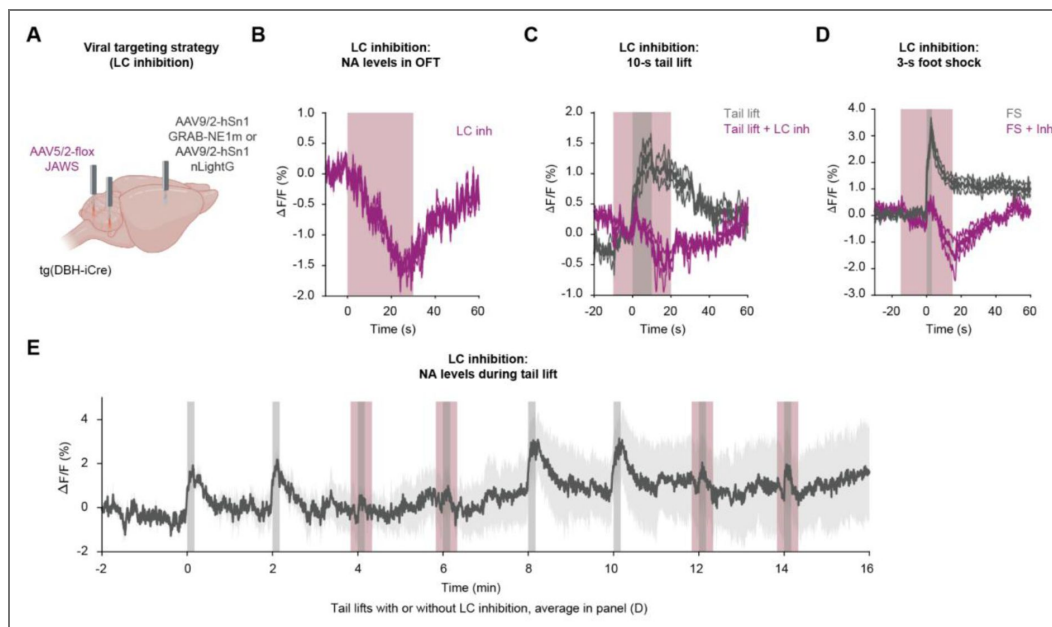 A
Viral targeting strategy
(LC inhibition)
AAV5/2-flox
JAWS
AAV9/2-hSn1
GRAB-NE1m or
AAV9/2-hSn1
nLightG
tg(DBH-iCre)
B
LC inhibition:
NA levels in OFT
LC inh
ΔF/F (%)
1.0
0.5
0.0
-0.5
-1.0
-1.5
-2.0
0 20 40 60
Time (s)
C
LC inhibition:
10-s tail lift
Tail lift
Tail lift + LC inh
ΔF/F (%)
2.0
1.5
1.0
0.5
0.0
-0.5
-1.0
-20 0 20 40 60
Time (s)
D
LC inhibition:
3-s foot shock
FS
FS + Inh
ΔF/F (%)
4.0
3.0
2.0
1.0
0.0
-1.0
-2.0
-3.0
-20 0 20 40 60
Time (s)
E
LC inhibition:
NA levels during tail lift
ΔF/F (%)
4
2
0
-2
-2 0 2 4 6 8 10 12 14 16
Time (min)
Tail lifts with or without LC inhibition, average in panel (D)